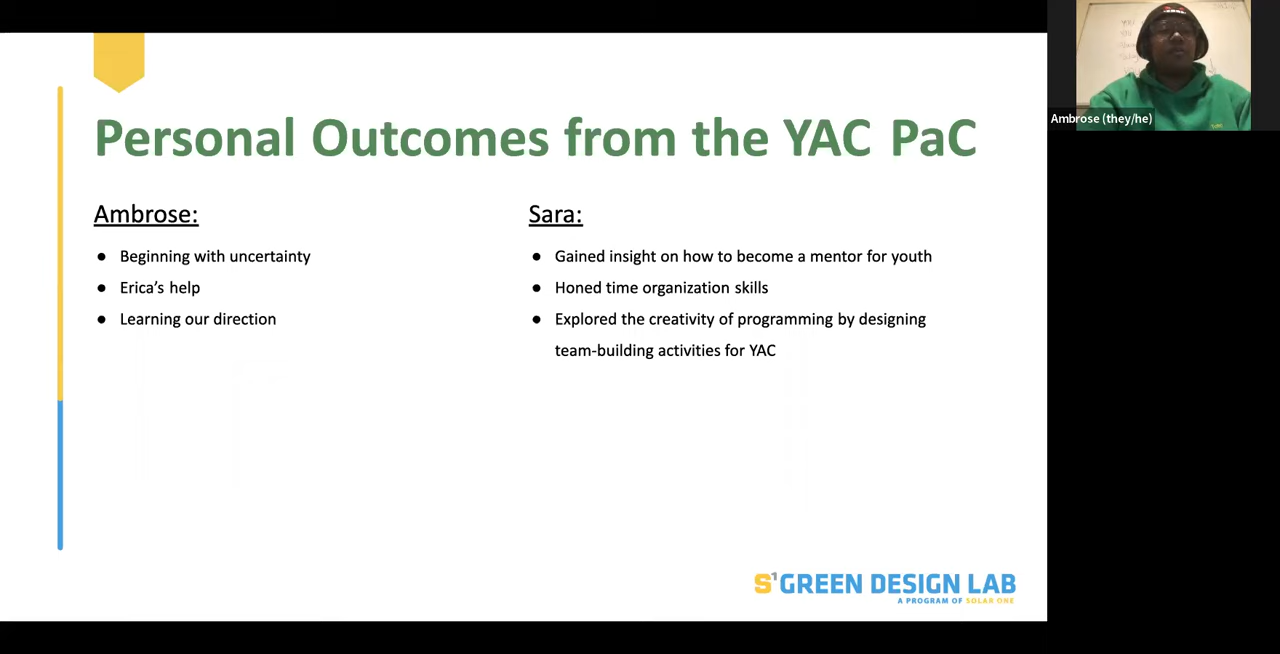 Personal Outcomes from the YAC PaC
Ambrose:
● Beginning with uncertainty
● Erica’s help
● Learning our direction
Sara:
● Gained insight on how to become a mentor for youth
● Honed time organization skills
● Explored the creativity of programming by designing
team-building activities for YAC
S¹ GREEN DESIGN LAB
A PROGRAM OF SOLAR ONE
Ambrose (they/he)